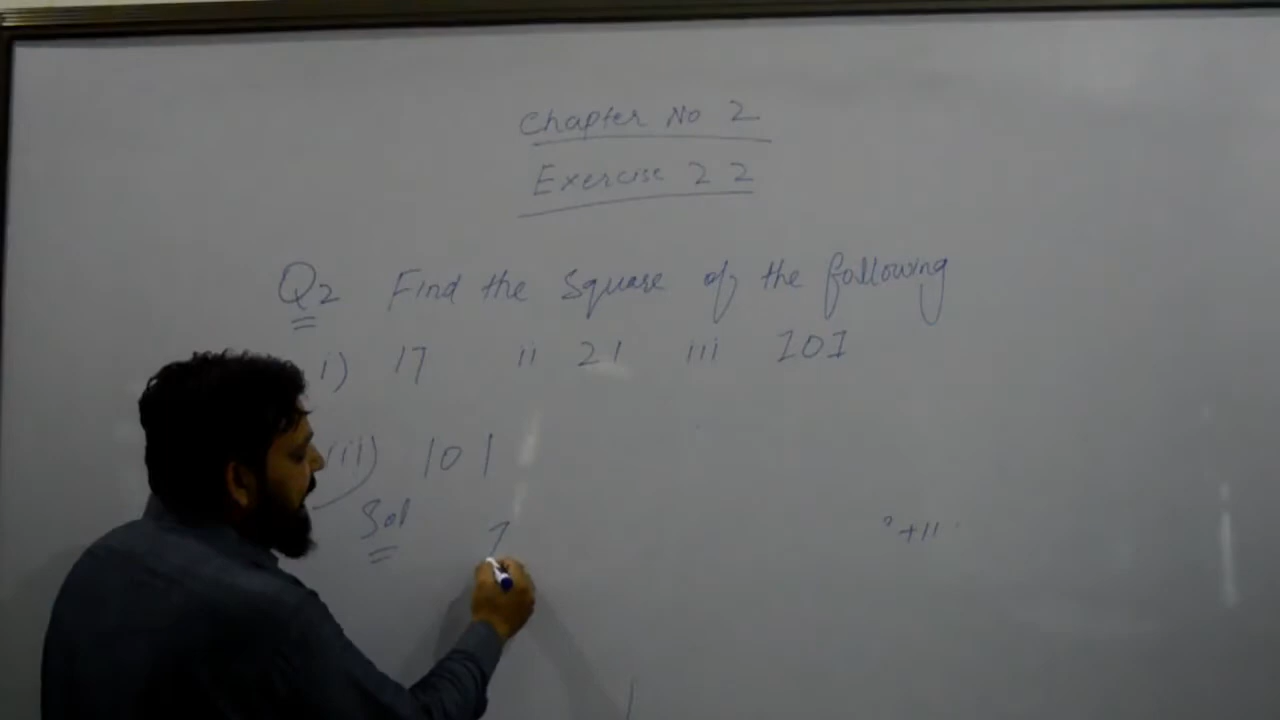 Chapter No 2
Exercise 2 2
Q2 Find the Square of the following
i) 17 ii 21 iii 101
iii) 101
Sol
+11